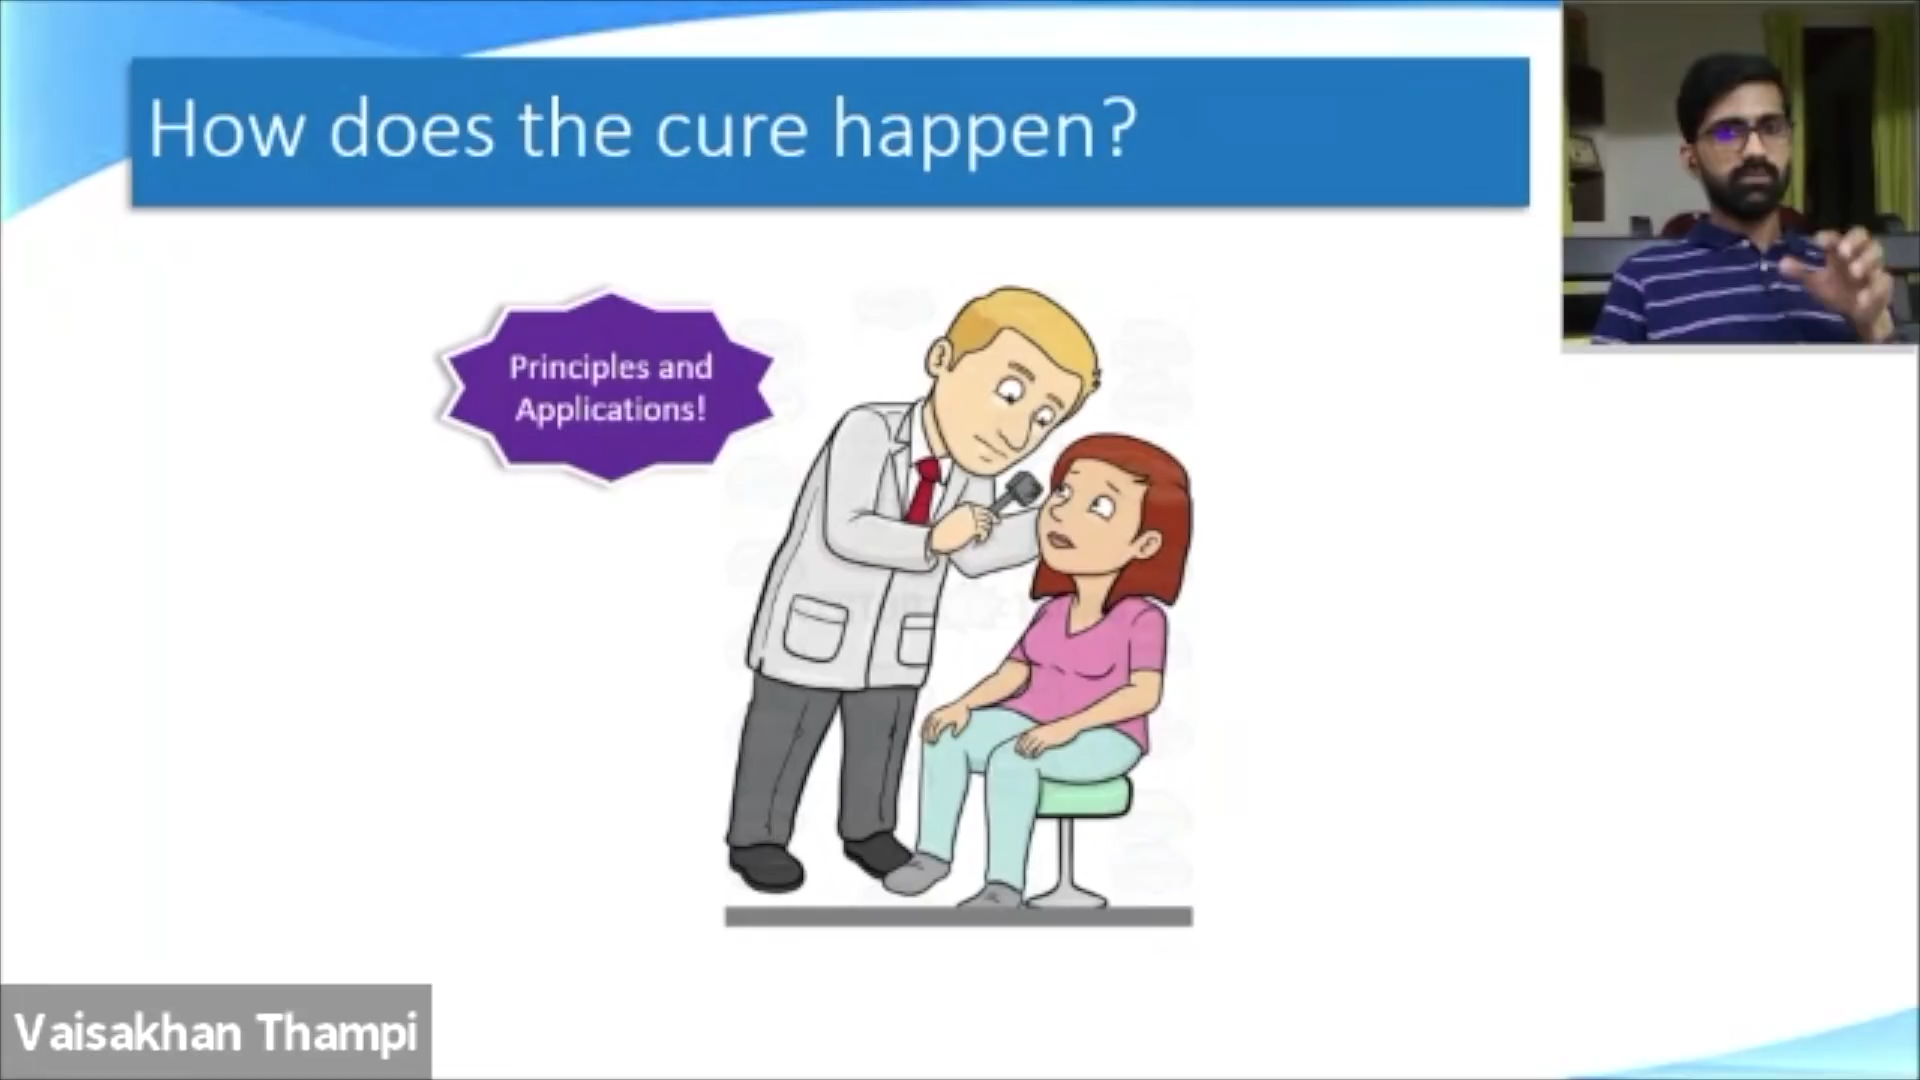 How does the cure happen?
Principles and
Applications!
Vaisakhan Thampi